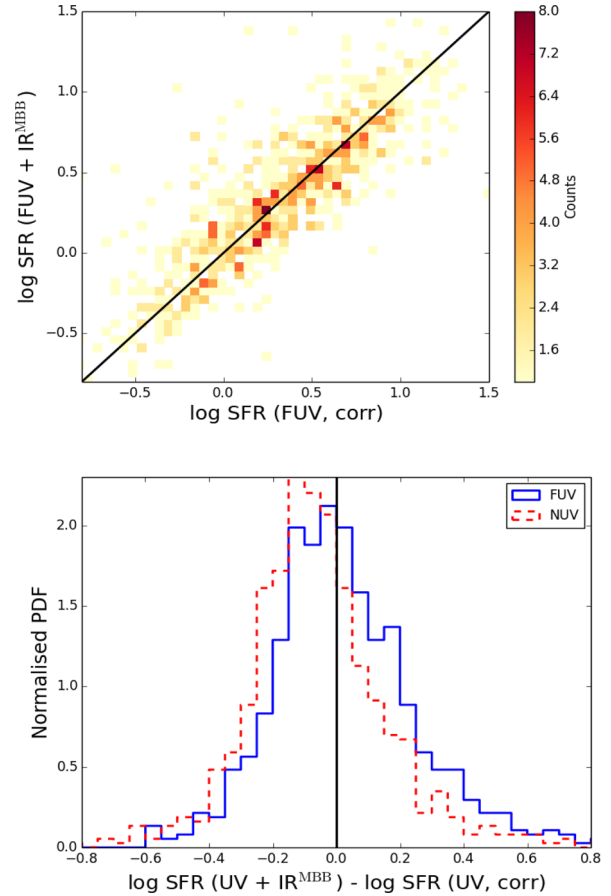 1.5
1.0
0.5
0.0
−0.5
log SFR (FUV + IR^MBB)
−0.5 0.0 0.5 1.0 1.5
log SFR (FUV, corr)
8.0
7.2
6.4
5.6
4.8
4.0
3.2
2.4
1.6
Counts
FUV
NUV
2.0
1.5
1.0
0.5
0.0
Normalised PDF
−0.8 −0.6 −0.4 −0.2 0.0 0.2 0.4 0.6 0.8
log SFR (UV + IR^MBB) - log SFR (UV, corr)